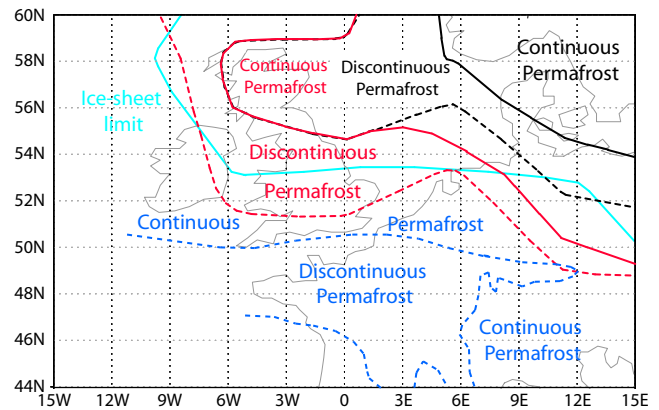 60N
58N
56N
54N
52N
50N
48N
46N
44N
Continuous
Permafrost
Discontinuous
Permafrost
Continuous
Permafrost
Ice-sheet
limit
Discontinuous
Permafrost
Continuous
Permafrost
Discontinuous
Permafrost
Continuous
Permafrost
15W 12W 9W 6W 3W 0 3E 6E 9E 12E 15E